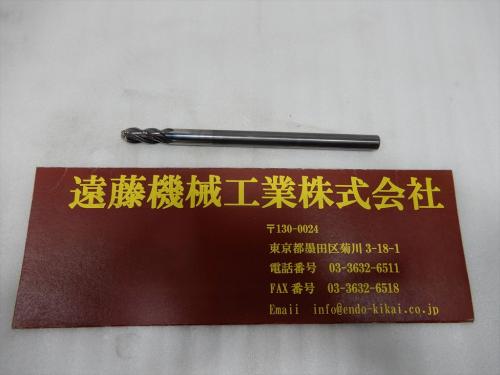 遠藤機械工業株式会社
〒130-0024
東京都墨田区菊川 3-18-1
電話番号 03-3632-6511
FAX 番号 03-3632-6518
Emaii info@endo-kikai.co.jp